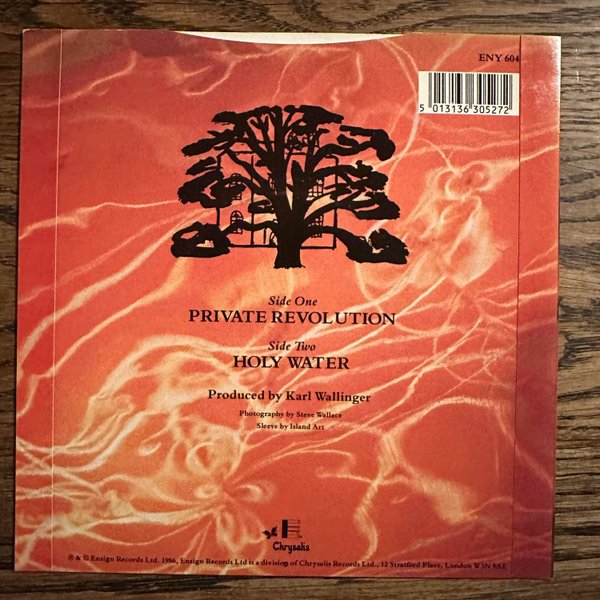 ENY 604
5 013136 305272
Side One
PRIVATE REVOLUTION
Side Two
HOLY WATER
Produced by Karl Wallinger
Photography by Steve Wallace
Sleeve by Island Art
Chrysalis
℗ & © Ensign Records Ltd. 1986, Ensign Records Ltd is a division of Chrysalis Records Ltd., 12 Stratford Place, London W1N 9AF